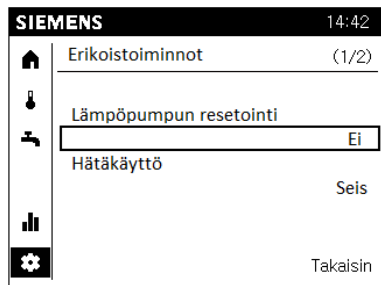 SIEMENS 14:42
Erikoistoiminnot (1/2)
Lämpöpumpun resetointi
Ei
Hätäkäyttö
Seis
Takaisin